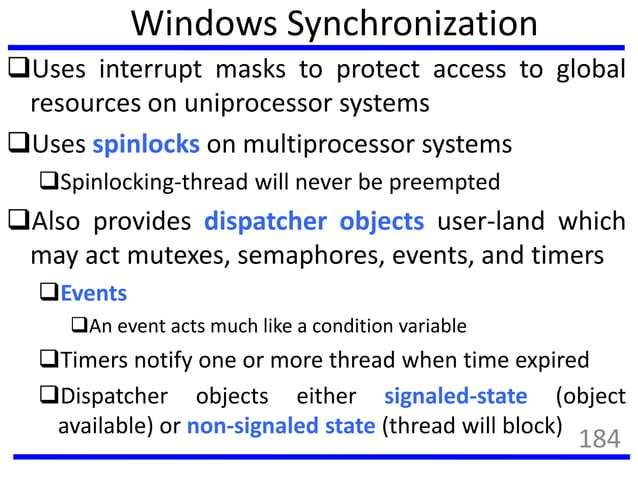 Windows Synchronization
❑Uses interrupt masks to protect access to global
resources on uniprocessor systems
❑Uses spinlocks on multiprocessor systems
❑Spinlocking-thread will never be preempted
❑Also provides dispatcher objects user-land which
may act mutexes, semaphores, events, and timers
❑Events
❑An event acts much like a condition variable
❑Timers notify one or more thread when time expired
❑Dispatcher objects either signaled-state (object
available) or non-signaled state (thread will block)
184